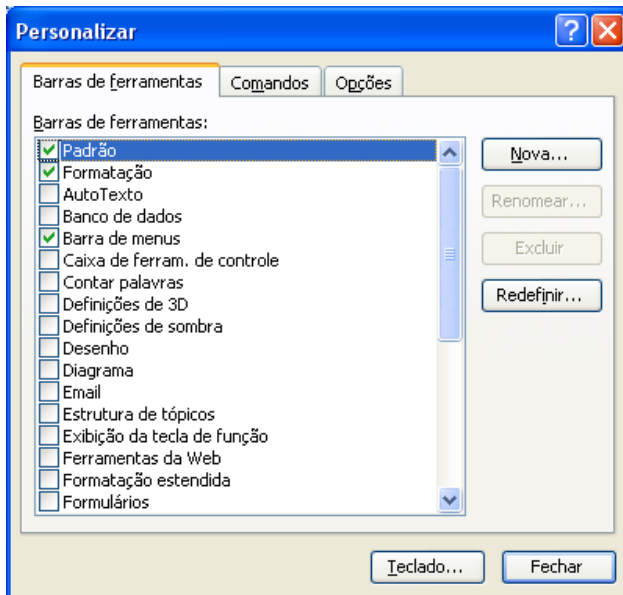 Personalizar
Barras de ferramentas
Comandos
Opções
Barras de ferramentas:
Padrão
Formatação
AutoTexto
Banco de dados
Barra de menus
Caixa de ferram. de controle
Contar palavras
Definições de 3D
Definições de sombra
Desenho
Diagrama
Email
Estrutura de tópicos
Exibição da tecla de função
Ferramentas da Web
Formatação estendida
Formulários
Nova...
Renomear...
Excluir
Redefinir...
Teclado...
Fechar